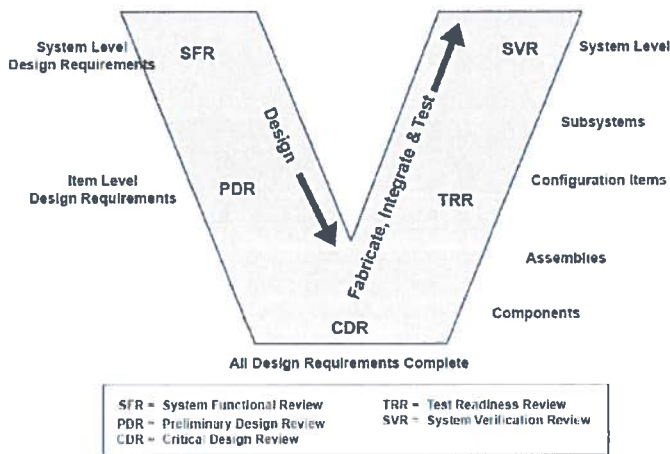 System Level
Design Requirements
SFR
SVR
System Level
Design
Fabricate, Integrate & Test
Subsystems
Item Level
Design Requirements
PDR
TRR
Configuration Items
Assemblies
Components
CDR
All Design Requirements Complete
SFR = System Functional Review
PDR = Preliminary Design Review
CDR = Critical Design Review
TRR = Test Readiness Review
SVR = System Verification Review